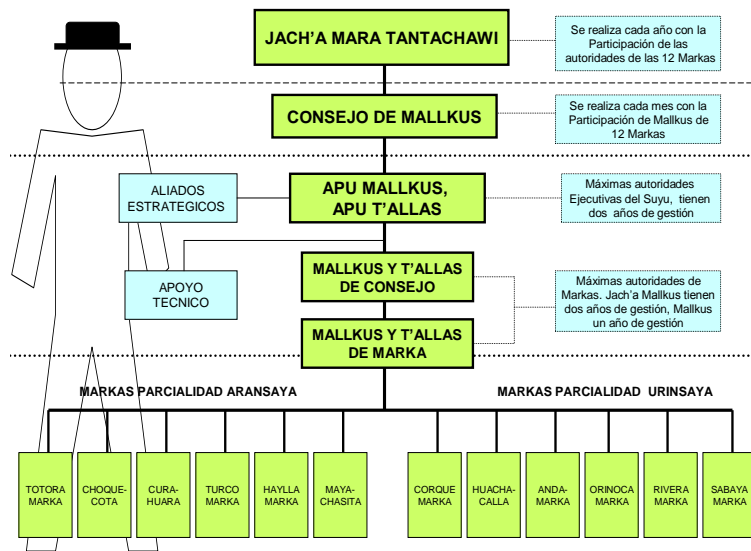 JACH'A MARA TANTACHAWI
Se realiza cada año con la
Participación de las
autoridades de las 12 Markas
CONSEJO DE MALLKUS
Se realiza cada mes con la
Participación de Mallkus de
12 Markas
ALIADOS
ESTRATEGICOS
APU MALLKUS,
APU T'ALLAS
Máximas autoridades
Ejecutivas del Suyu, tienen
dos años de gestión
APOYO
TECNICO
MALLKUS Y T'ALLAS
DE CONSEJO
Máximas autoridades de
Markas. Jach'a Mallkus tienen
dos años de gestión, Mallkus
un año de gestión
MALLKUS Y T'ALLAS
DE MARKA
MARKAS PARCIALIDAD ARANSAYA
MARKAS PARCIALIDAD URINSAYA
TOTORA
MARKA
CHOQUE-
COTA
CURA-
HUARA
TURCO
MARKA
HAYLLA
MARKA
MAYA-
CHASITA
CORQUE
MARKA
HUACHA-
CALLA
ANDA-
MARKA
ORINOCA
MARKA
RIVERA
MARKA
SABAYA
MARKA